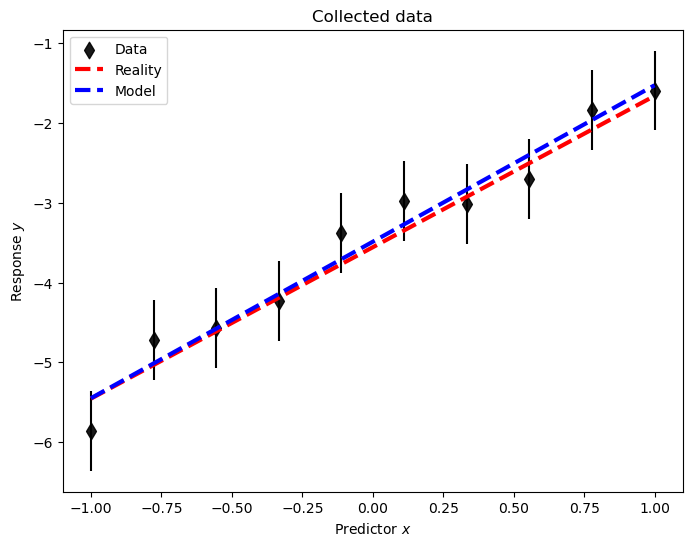 Collected data
Data
Reality
Model
−1
−2
−3
−4
−5
−6
Response y
−1.00 −0.75 −0.50 −0.25 0.00 0.25 0.50 0.75 1.00
Predictor x